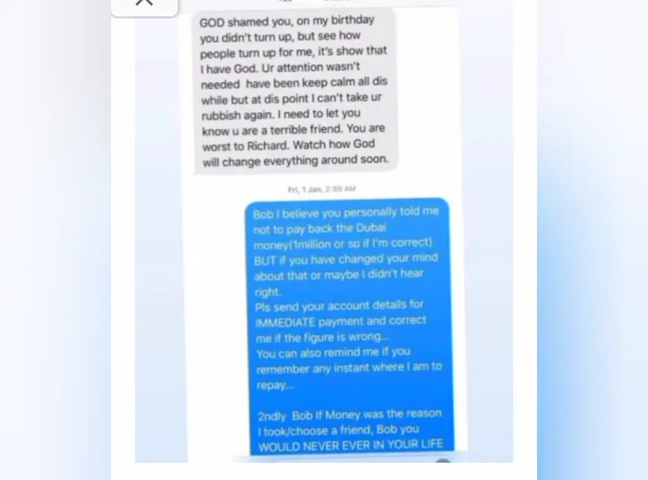 GOD shamed you, on my birthday
you didn't turn up, but see how
people turn up for me, it's show that
I have God. Ur attention wasn't
needed have been keep calm all dis
while but at dis point I can't take ur
rubbish again. I need to let you
know u are a terrible friend. You are
worst to Richard. Watch how God
will change everything around soon.
Fri, 1 Jan, 2:59 AM
Bob I believe you personally told me
not to pay back the Dubai
money(1million or so if I'm correct)
BUT if you have changed your mind
about that or maybe I didn't hear
right.
Pls send your account details for
IMMEDIATE payment and correct
me if the figure is wrong...
You can also remind me if you
remember any instant where I am to
repay...
2ndly Bob If Money was the reason
I took/choose a friend, Bob you
WOULD NEVER EVER IN YOUR LIFE